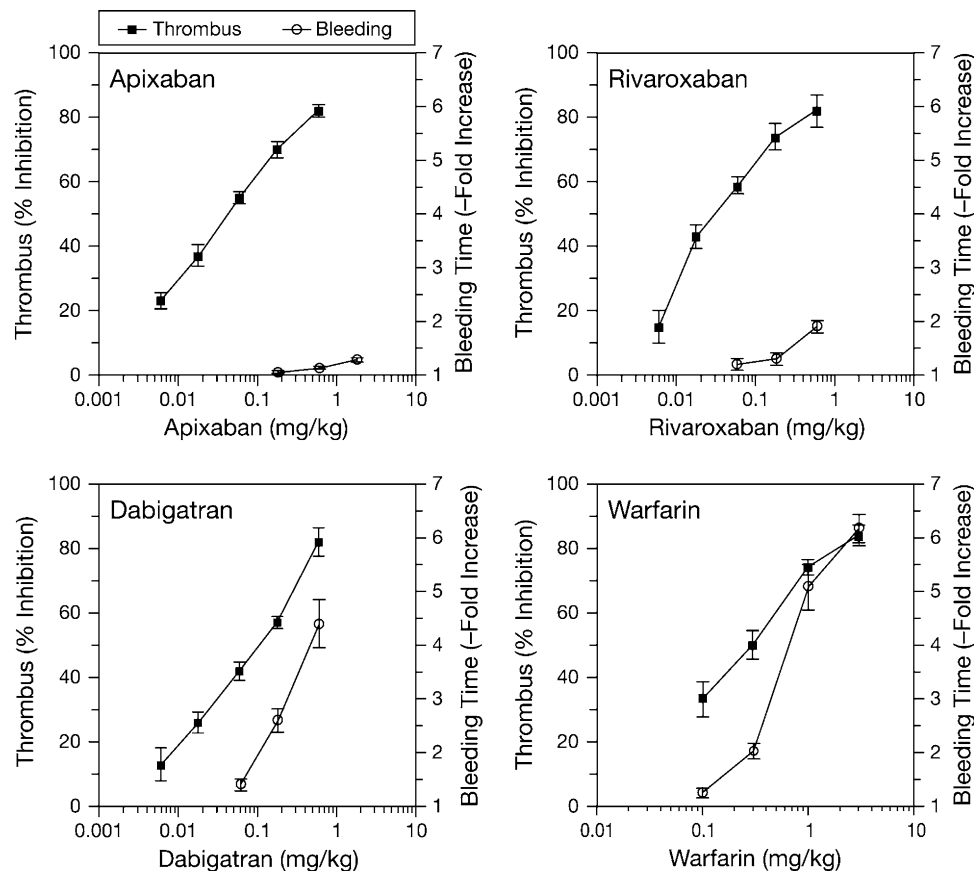 Thrombus Bleeding
Apixaban
100
80
60
40
20
0
7
6
5
4
3
2
1
0.001 0.01 0.1 1 10
Thrombus (% Inhibition)
Bleeding Time (–Fold Increase)
Apixaban (mg/kg)
Rivaroxaban
100
80
60
40
20
0
7
6
5
4
3
2
1
0.001 0.01 0.1 1 10
Thrombus (% Inhibition)
Bleeding Time (–Fold Increase)
Rivaroxaban (mg/kg)
Dabigatran
100
80
60
40
20
0
7
6
5
4
3
2
1
0.001 0.01 0.1 1 10
Thrombus (% Inhibition)
Bleeding Time (–Fold Increase)
Dabigatran (mg/kg)
Warfarin
100
80
60
40
20
0
7
6
5
4
3
2
1
0.01 0.1 1 10
Thrombus (% Inhibition)
Bleeding Time (–Fold Increase)
Warfarin (mg/kg)